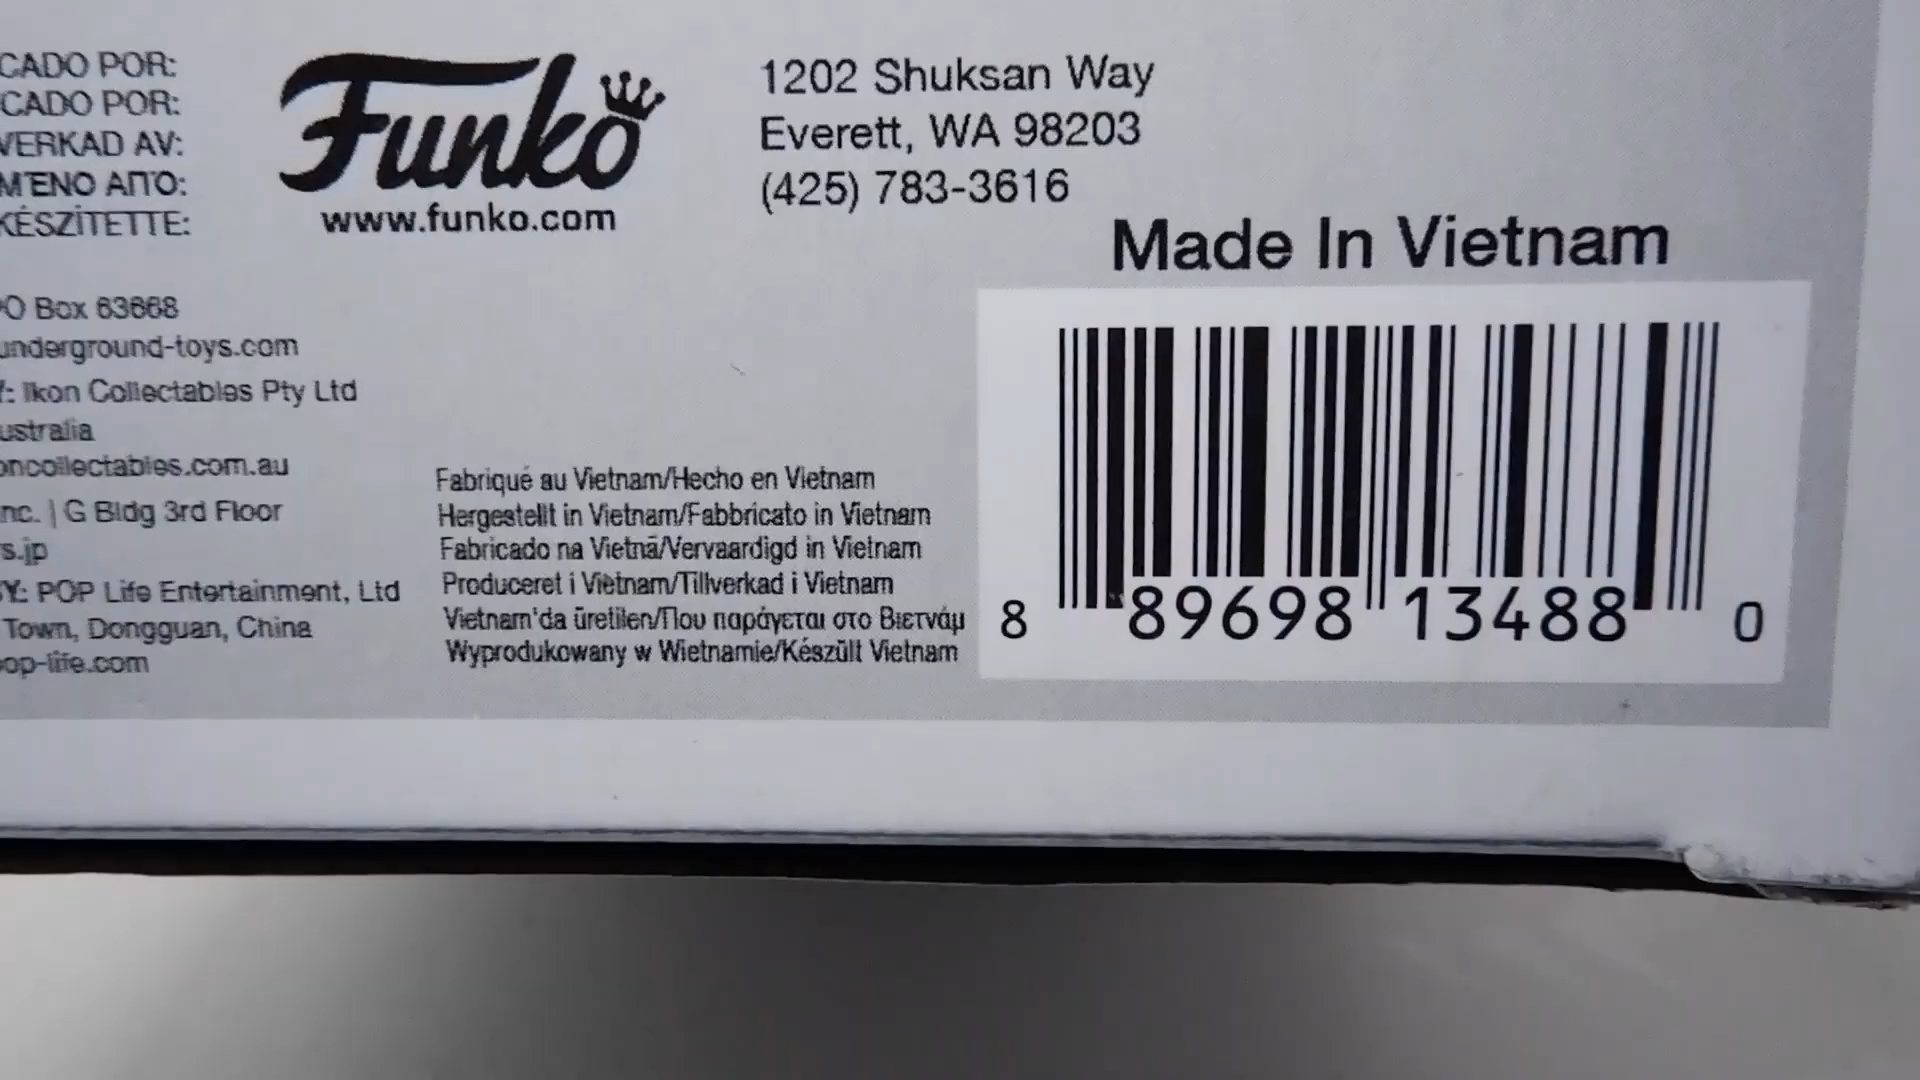 CADO POR:
CADO POR:
VERKAD AV:
KÉSZÍTETTE:
Funko
www.funko.com
1202 Shuksan Way
Everett, WA 98203
(425) 783-3616
Made In Vietnam
PO Box 63668
underground-toys.com
Y: Ikon Collectables Pty Ltd
ustralia
oncollectables.com.au
nc. | G Bldg 3rd Floor
s.jp
Y: POP Life Entertainment, Ltd
Town, Dongguan, China
op-life.com
Fabriqué au Vietnam/Hecho en Vietnam
Hergestellt in Vietnam/Fabbricato in Vietnam
Fabricado na Vietnã/Vervaardigd in Vietnam
Produceret i Vietnam/Tillverkad i Vietnam
Vietnam'da üretilen/Που παράγεται στο Βιετνάμ
Wyprodukowany w Wietnamie/Készült Vietnam
8 89698 13488 0